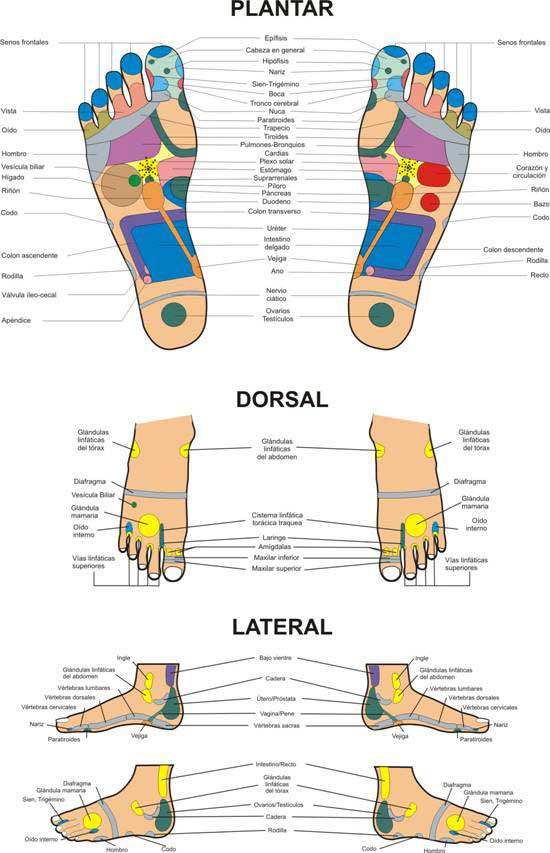 PLANTAR
Senos frontales
Epífisis
Senos frontales
Cabeza en general
Hipófisis
Nariz
Sien-Trigémino
Boca
Tronco cerebral
Nuca
Vista
Vista
Paratiroides
Oído
Trapecio
Oído
Tiroides
Pulmones-Bronquios
Hombro
Cardias
Hombro
Plexo solar
Vesícula biliar
Estómago
Corazón y
circulación
Hígado
Suprarrenales
Riñón
Píloro
Riñón
Páncreas
Duodeno
Bazo
Codo
Colon transverso
Codo
Uréter
Colon ascendente
Intestino
delgado
Colon descendente
Vejiga
Rodilla
Rodilla
Ano
Recto
Válvula íleo-cecal
Nervio
ciático
Apéndice
Ovarios
Testículos
DORSAL
Glándulas
linfáticas
del tórax
Glándulas
linfáticas
del abdomen
Glándulas
linfáticas
del tórax
Diafragma
Diafragma
Vesícula Biliar
Glándula
mamaria
Glándula
mamaria
Oído
interno
Cisterna linfática
torácica traquea
Oído
interno
Laringe
Amígdalas
Vías linfáticas
superiores
Maxilar inferior
Vías linfáticas
superiores
Maxilar superior
LATERAL
Ingle
Bajo vientre
Ingle
Glándulas linfáticas
del abdomen
Cadera
Glándulas linfáticas
del abdomen
Vértebras lumbares
Vértebras lumbares
Vértebras dorsales
Útero/Próstata
Vértebras dorsales
Vértebras cervicales
Vagina/Pene
Vértebras cervicales
Nariz
Vértebras sacras
Nariz
Paratiroides
Vejiga
Vejiga
Paratiroides
Intestino/Recto
Diafragma
Glándulas
linfáticas
del tórax
Diafragma
Glándula mamaria
Glándula mamaria
Sien, Trigémino
Ovarios/Testículos
Sien, Trigémino
Cadera
Oído interno
Rodilla
Oído interno
Hombro
Codo
Codo
Hombro